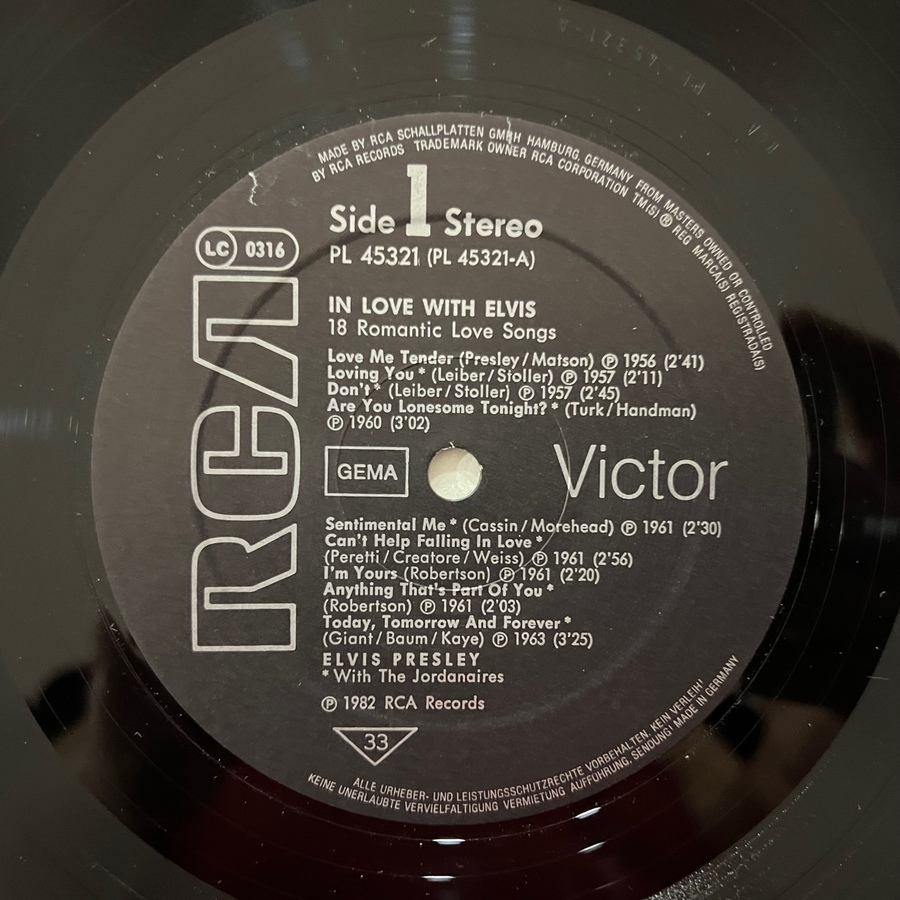 MADE BY RCA SCHALLPLATTEN GMBH HAMBURG, GERMANY FROM MASTERS OWNED OR CONTROLLED
BY RCA RECORDS TRADEMARK OWNER RCA CORPORATION TM(S) ® REG MARCA(S) REGISTRADA(S)
Side 1 Stereo
PL 45321 (PL 45321-A)
LC 0316
RCA
IN LOVE WITH ELVIS
18 Romantic Love Songs
Love Me Tender (Presley/Matson) ℗ 1956 (2'41)
Loving You * (Leiber/Stoller) ℗ 1957 (2'11)
Don't * (Leiber/Stoller) ℗ 1957 (2'45)
Are You Lonesome Tonight? * (Turk/Handman)
℗ 1960 (3'02)
GEMA
Victor
Sentimental Me * (Cassin/Morehead) ℗ 1961 (2'30)
Can't Help Falling In Love *
(Peretti/Creatore/Weiss) ℗ 1961 (2'56)
I'm Yours (Robertson) ℗ 1961 (2'20)
Anything That's Part Of You *
(Robertson) ℗ 1961 (2'03)
Today, Tomorrow And Forever *
(Giant/Baum/Kaye) ℗ 1963 (3'25)
ELVIS PRESLEY
* With The Jordanaires
℗ 1982 RCA Records
33
ALLE URHEBER- UND LEISTUNGSSCHUTZRECHTE VORBEHALTEN. KEIN VERLEIH!
KEINE UNERLAUBTE VERVIELFALTIGUNG VERMIETUNG AUFFUHRUNG, SENDUNG! MADE IN GERMANY